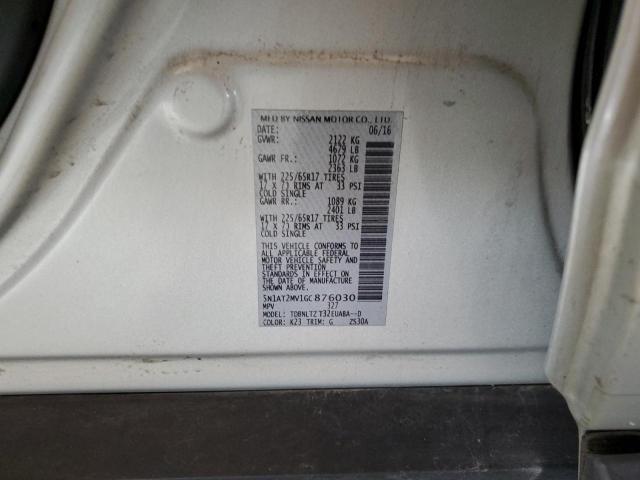 MFD BY NISSAN MOTOR CO., LTD.
DATE: 06/16
GVWR: 2122 KG
4679 LB
GAWR FR.: 1072 KG
2363 LB
WITH 225/65R17 TIRES
17 X 7J RIMS AT 33 PSI
COLD SINGLE
GAWR RR.: 1089 KG
2401 LB
WITH 225/65R17 TIRES
17 X 7J RIMS AT 33 PSI
COLD SINGLE
THIS VEHICLE CONFORMS TO
ALL APPLICABLE FEDERAL
MOTOR VEHICLE SAFETY AND
THEFT PREVENTION
STANDARDS IN EFFECT ON
THE DATE OF MANUFACTURE
SHOWN ABOVE.
5N1AT2MV1GC876030
MPV 327
MODEL: TDBNLTZ T32EUABA--D
COLOR: K23 TRIM: G ZS30A